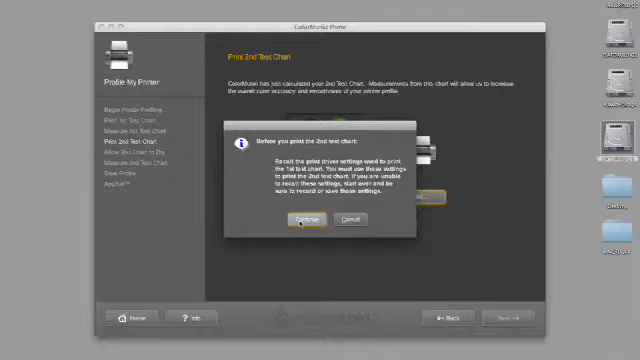 ColorMunki Photo
Print 2nd Test Chart
Profile My Printer
ColorMunki has just calculated your 2nd Test Chart. Measurements from this chart will allow us to increase
the overall color accuracy and smoothness of your printer profile.
Begin Printer Profiling
Print 1st Test Chart
Measure 1st Test Chart
Print 2nd Test Chart
Allow Test Chart to Dry
Measure 2nd Test Chart
Save Profile
AppSet™
Before you print the 2nd test chart:
Recall the print driver settings used to print
the 1st test chart. You must use these settings
to print the 2nd test chart. If you are unable
to recall these settings, start over and be
sure to record or save these settings.
Continue
Cancel
Home
? Info
Back
Next